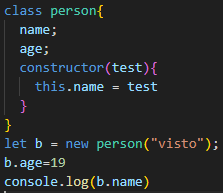 class person{
  name;
  age;
  constructor(test){
    this.name = test
  }
}
let b = new person("visto");
b.age=19
console.log(b.name)